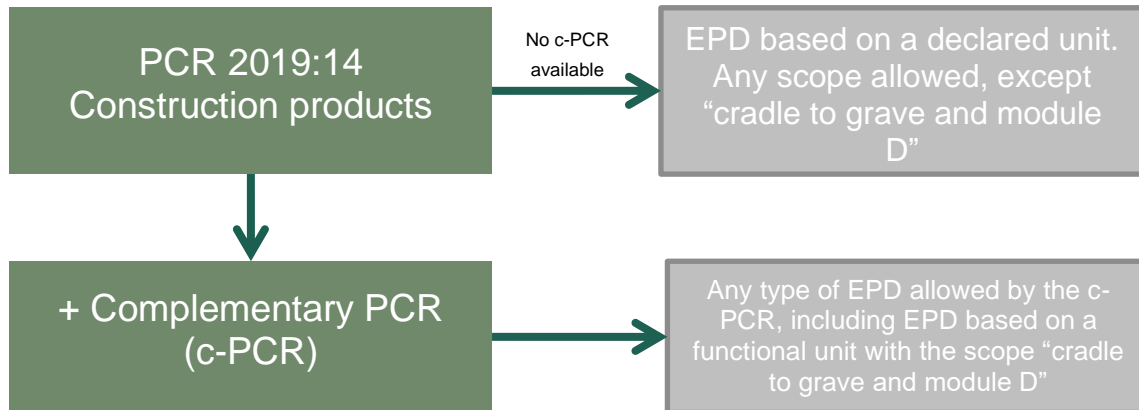 PCR 2019:14
Construction products
No c-PCR
available
EPD based on a declared unit.
Any scope allowed, except
“cradle to grave and module
D”
+ Complementary PCR
(c-PCR)
Any type of EPD allowed by the c-
PCR, including EPD based on a
functional unit with the scope “cradle
to grave and module D”